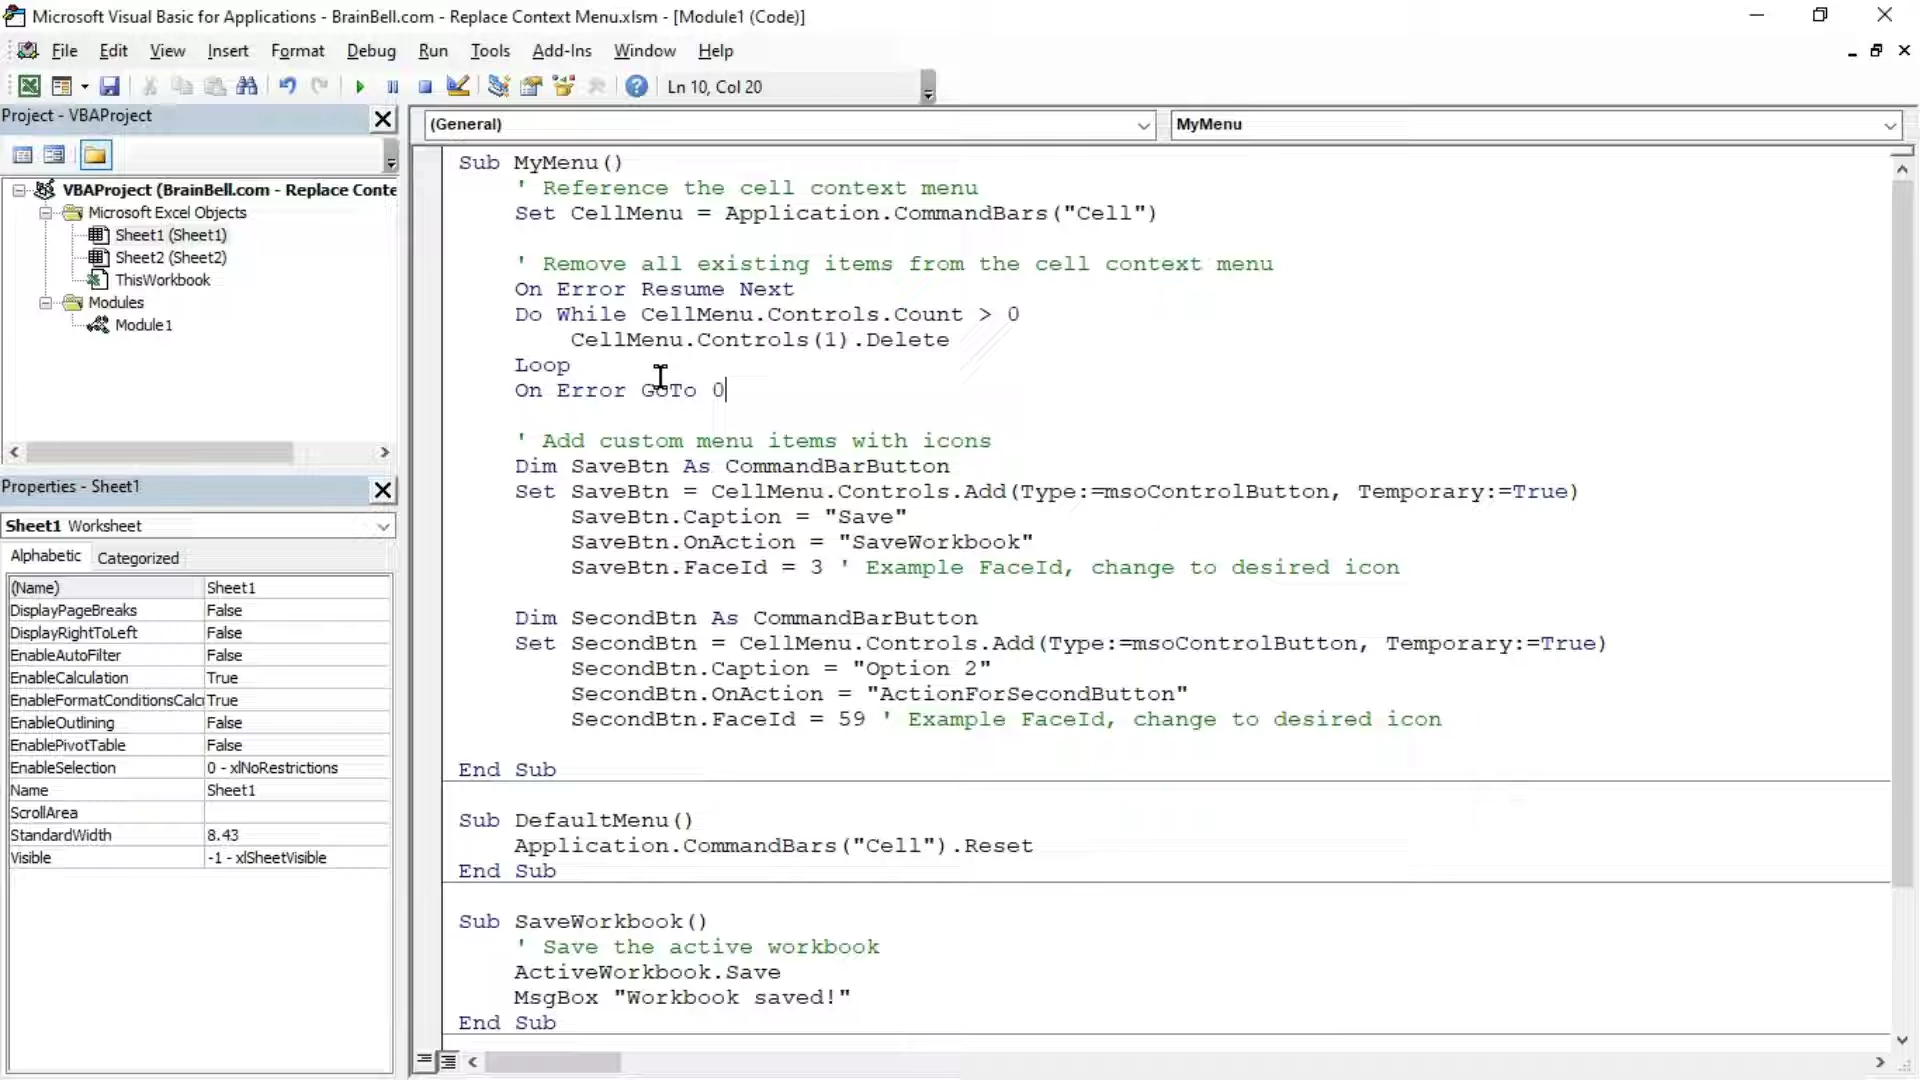 Microsoft Visual Basic for Applications - BrainBell.com - Replace Context Menu.xlsm - [Module1 (Code)]
File Edit View Insert Format Debug Run Tools Add-Ins Window Help
Ln 10, Col 20
Project - VBAProject
VBAProject (BrainBell.com - Replace Conte
Microsoft Excel Objects
Sheet1 (Sheet1)
Sheet2 (Sheet2)
ThisWorkbook
Modules
Module1
Properties - Sheet1
Sheet1 Worksheet
Alphabetic Categorized
(Name) Sheet1
DisplayPageBreaks False
DisplayRightToLeft False
EnableAutoFilter False
EnableCalculation True
EnableFormatConditionsCalcu True
EnableOutlining False
EnablePivotTable False
EnableSelection 0 - xlNoRestrictions
Name Sheet1
ScrollArea
StandardWidth 8.43
Visible -1 - xlSheetVisible
(General) MyMenu
Sub MyMenu()
' Reference the cell context menu
Set CellMenu = Application.CommandBars("Cell")
' Remove all existing items from the cell context menu
On Error Resume Next
Do While CellMenu.Controls.Count > 0
CellMenu.Controls(1).Delete
Loop
On Error GoTo 0
' Add custom menu items with icons
Dim SaveBtn As CommandBarButton
Set SaveBtn = CellMenu.Controls.Add(Type:=msoControlButton, Temporary:=True)
SaveBtn.Caption = "Save"
SaveBtn.OnAction = "SaveWorkbook"
SaveBtn.FaceId = 3 ' Example FaceId, change to desired icon
Dim SecondBtn As CommandBarButton
Set SecondBtn = CellMenu.Controls.Add(Type:=msoControlButton, Temporary:=True)
SecondBtn.Caption = "Option 2"
SecondBtn.OnAction = "ActionForSecondButton"
SecondBtn.FaceId = 59 ' Example FaceId, change to desired icon
End Sub
Sub DefaultMenu()
Application.CommandBars("Cell").Reset
End Sub
Sub SaveWorkbook()
' Save the active workbook
ActiveWorkbook.Save
MsgBox "Workbook saved!"
End Sub